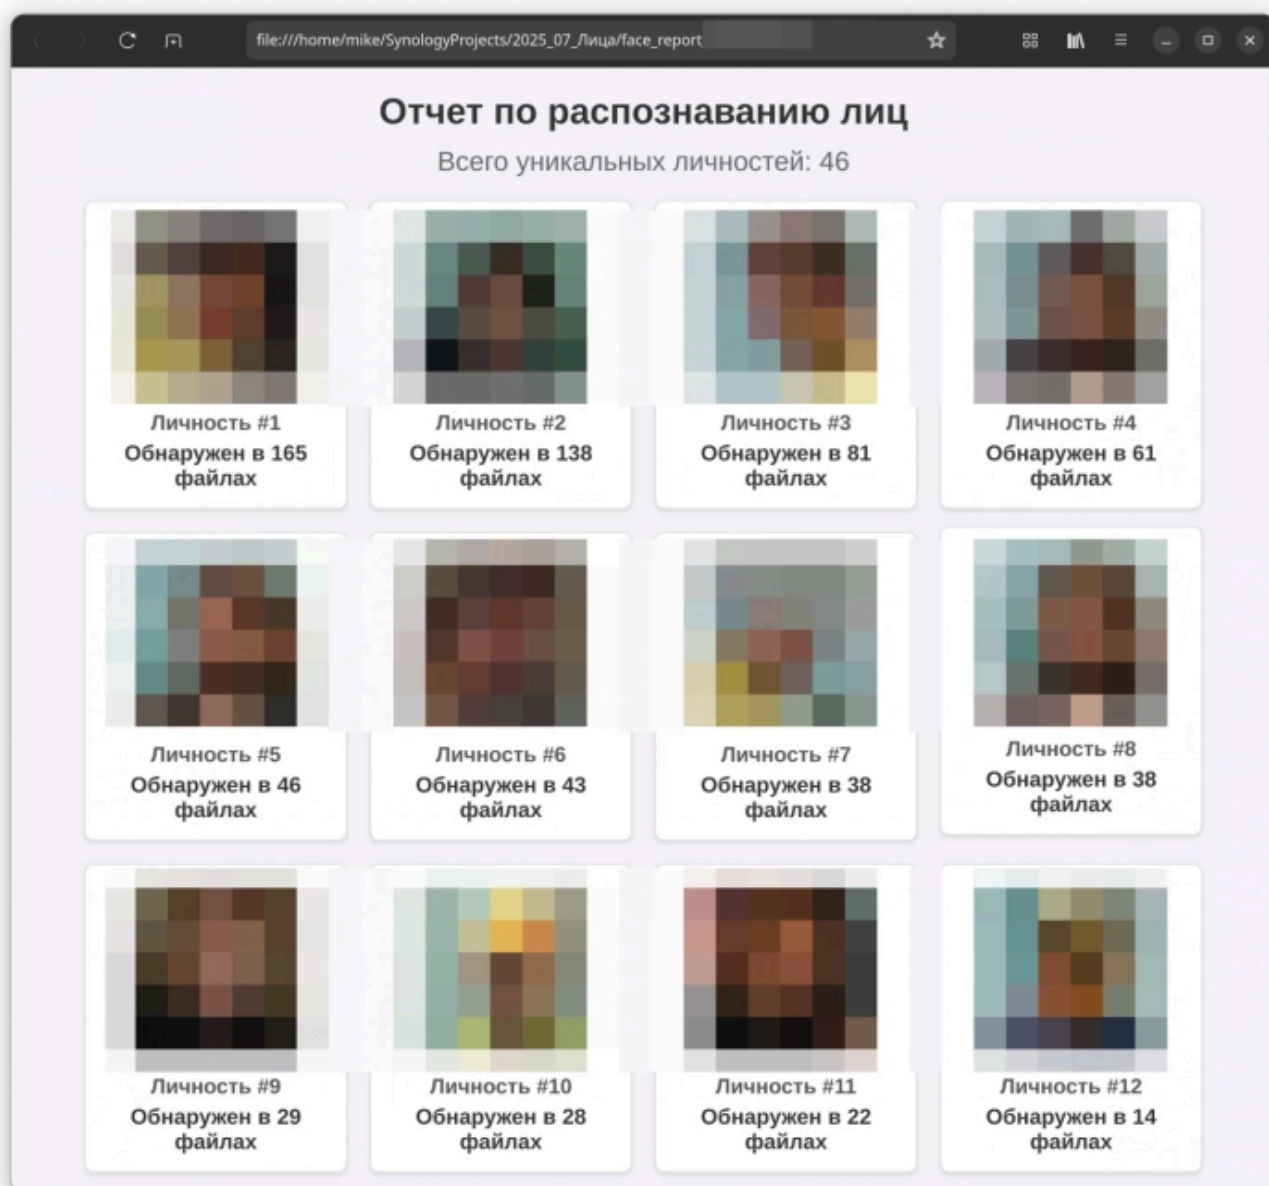 file:///home/mike/SynologyProjects/2025_07_Лица/face_report
Отчет по распознаванию лиц
Всего уникальных личностей: 46
Личность #1
Обнаружен в 165
файлах
Личность #2
Обнаружен в 138
файлах
Личность #3
Обнаружен в 81
файлах
Личность #4
Обнаружен в 61
файлах
Личность #5
Обнаружен в 46
файлах
Личность #6
Обнаружен в 43
файлах
Личность #7
Обнаружен в 38
файлах
Личность #8
Обнаружен в 38
файлах
Личность #9
Обнаружен в 29
файлах
Личность #10
Обнаружен в 28
файлах
Личность #11
Обнаружен в 22
файлах
Личность #12
Обнаружен в 14
файлах